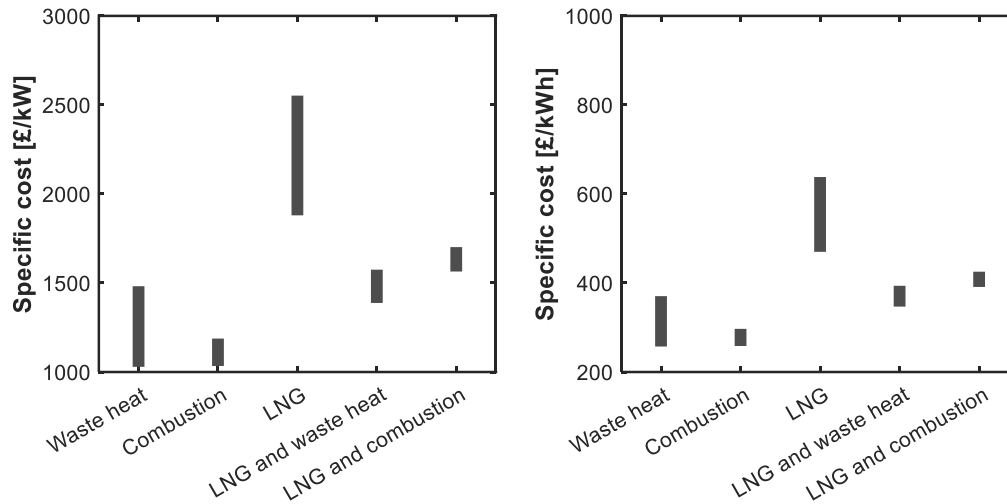 Specific cost [£/kW]
3000
2500
2000
1500
1000
Waste heat
Combustion
LNG
LNG and waste heat
LNG and combustion
Specific cost [£/kWh]
1000
800
600
400
200
Waste heat
Combustion
LNG
LNG and waste heat
LNG and combustion